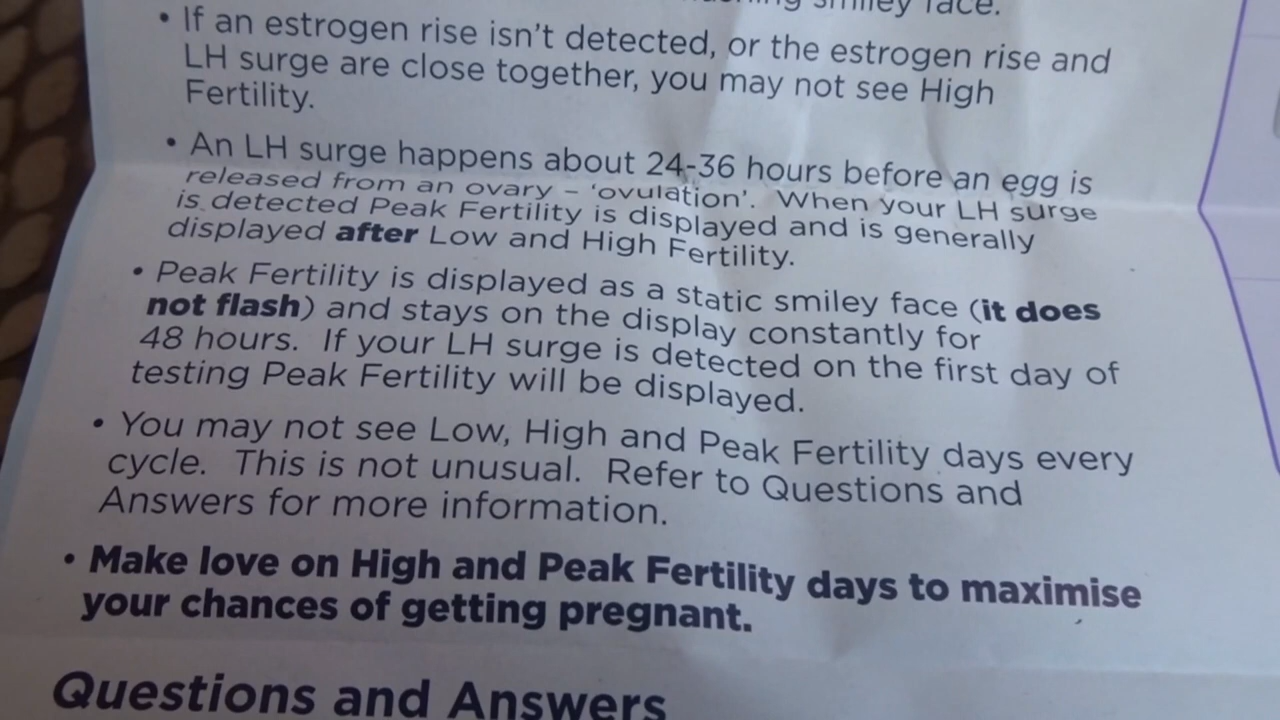 smiley face.
• If an estrogen rise isn't detected, or the estrogen rise and
LH surge are close together, you may not see High
Fertility.
• An LH surge happens about 24-36 hours before an egg is
released from an ovary – 'ovulation'. When your LH surge
is detected Peak Fertility is displayed and is generally
displayed after Low and High Fertility.
• Peak Fertility is displayed as a static smiley face (it does
not flash) and stays on the display constantly for
48 hours. If your LH surge is detected on the first day of
testing Peak Fertility will be displayed.
• You may not see Low, High and Peak Fertility days every
cycle. This is not unusual. Refer to Questions and
Answers for more information.
• Make love on High and Peak Fertility days to maximise
your chances of getting pregnant.
Questions and Answers